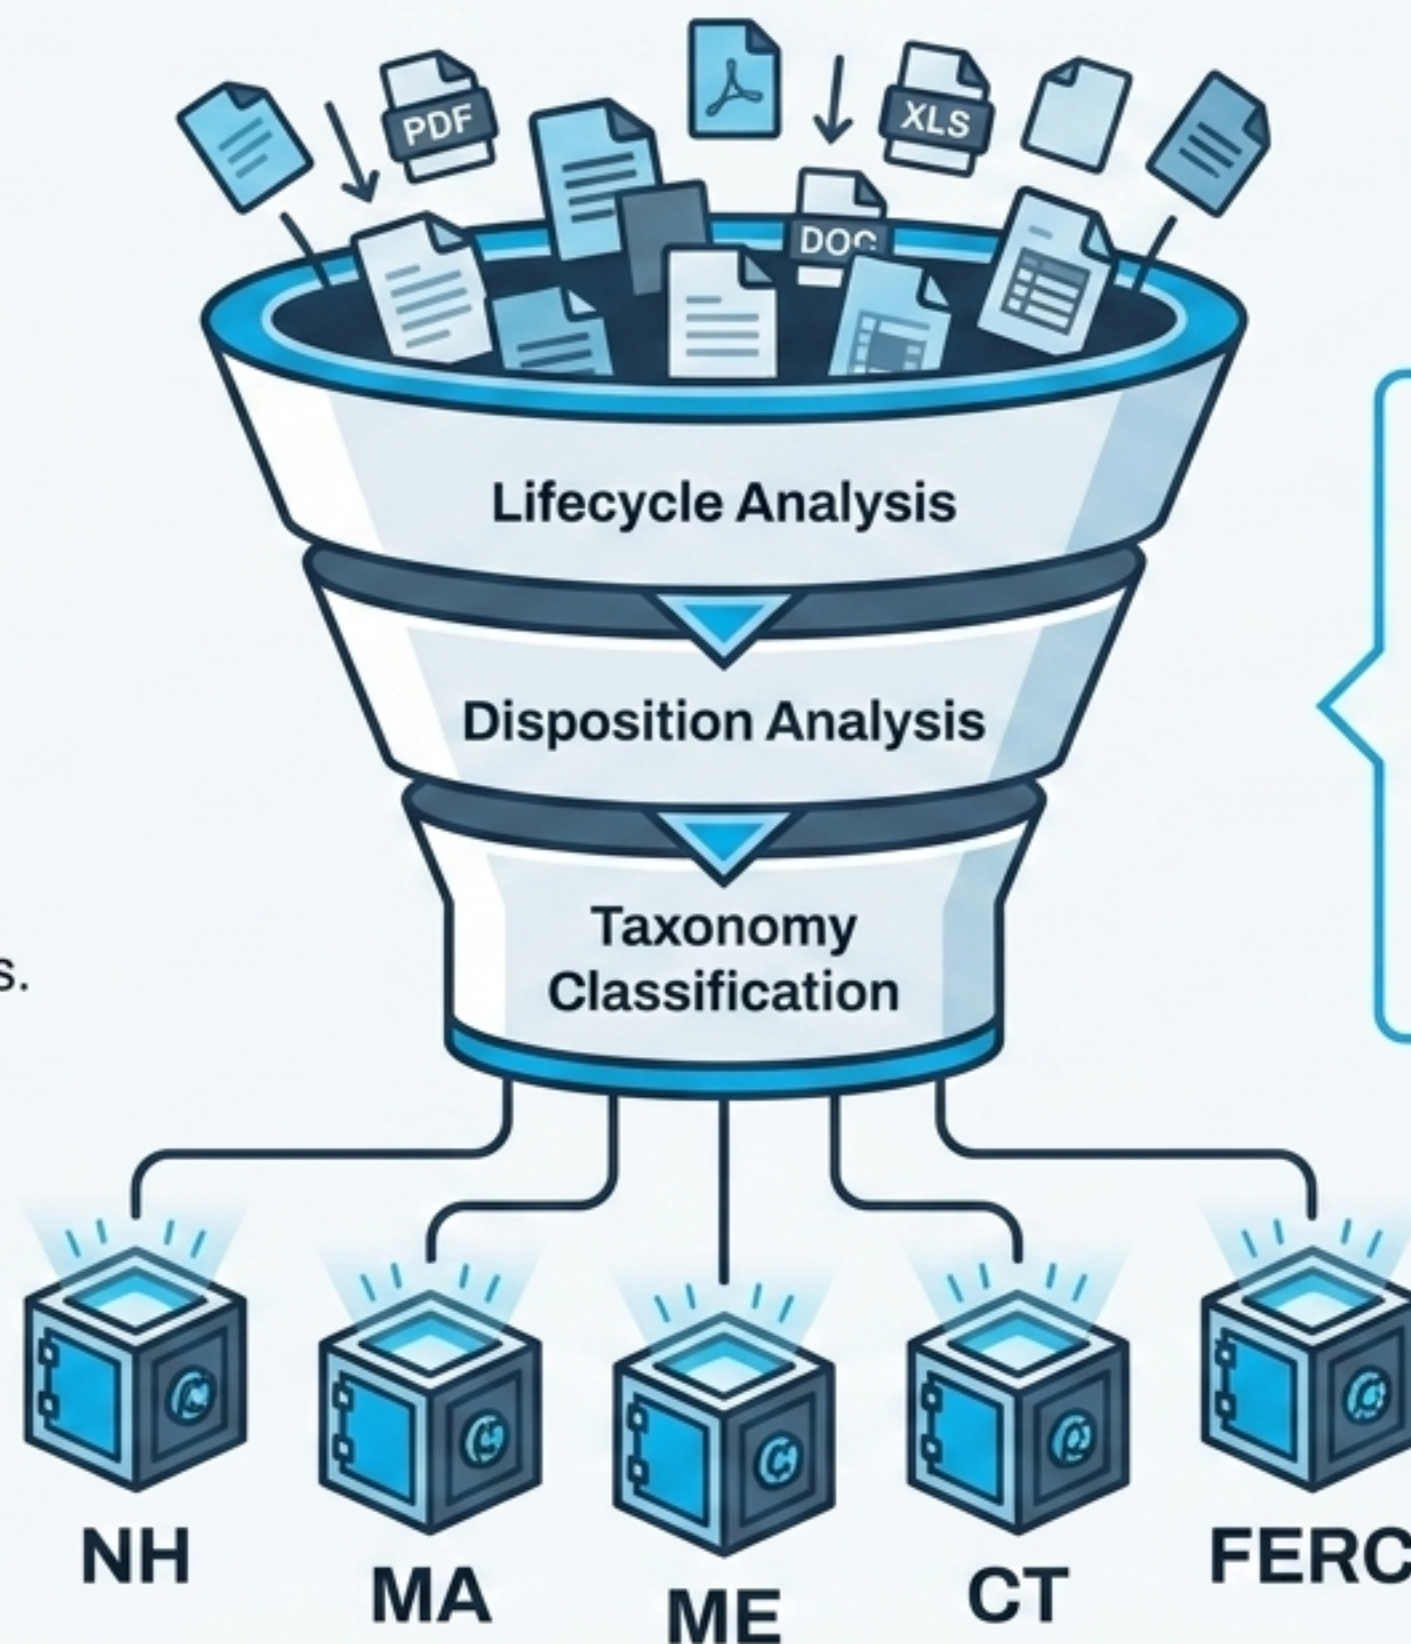 PDF
XLS
DOC
Lifecycle Analysis
Disposition Analysis
Taxonomy
Classification
s.
NH
MA
ME
CT
FERC